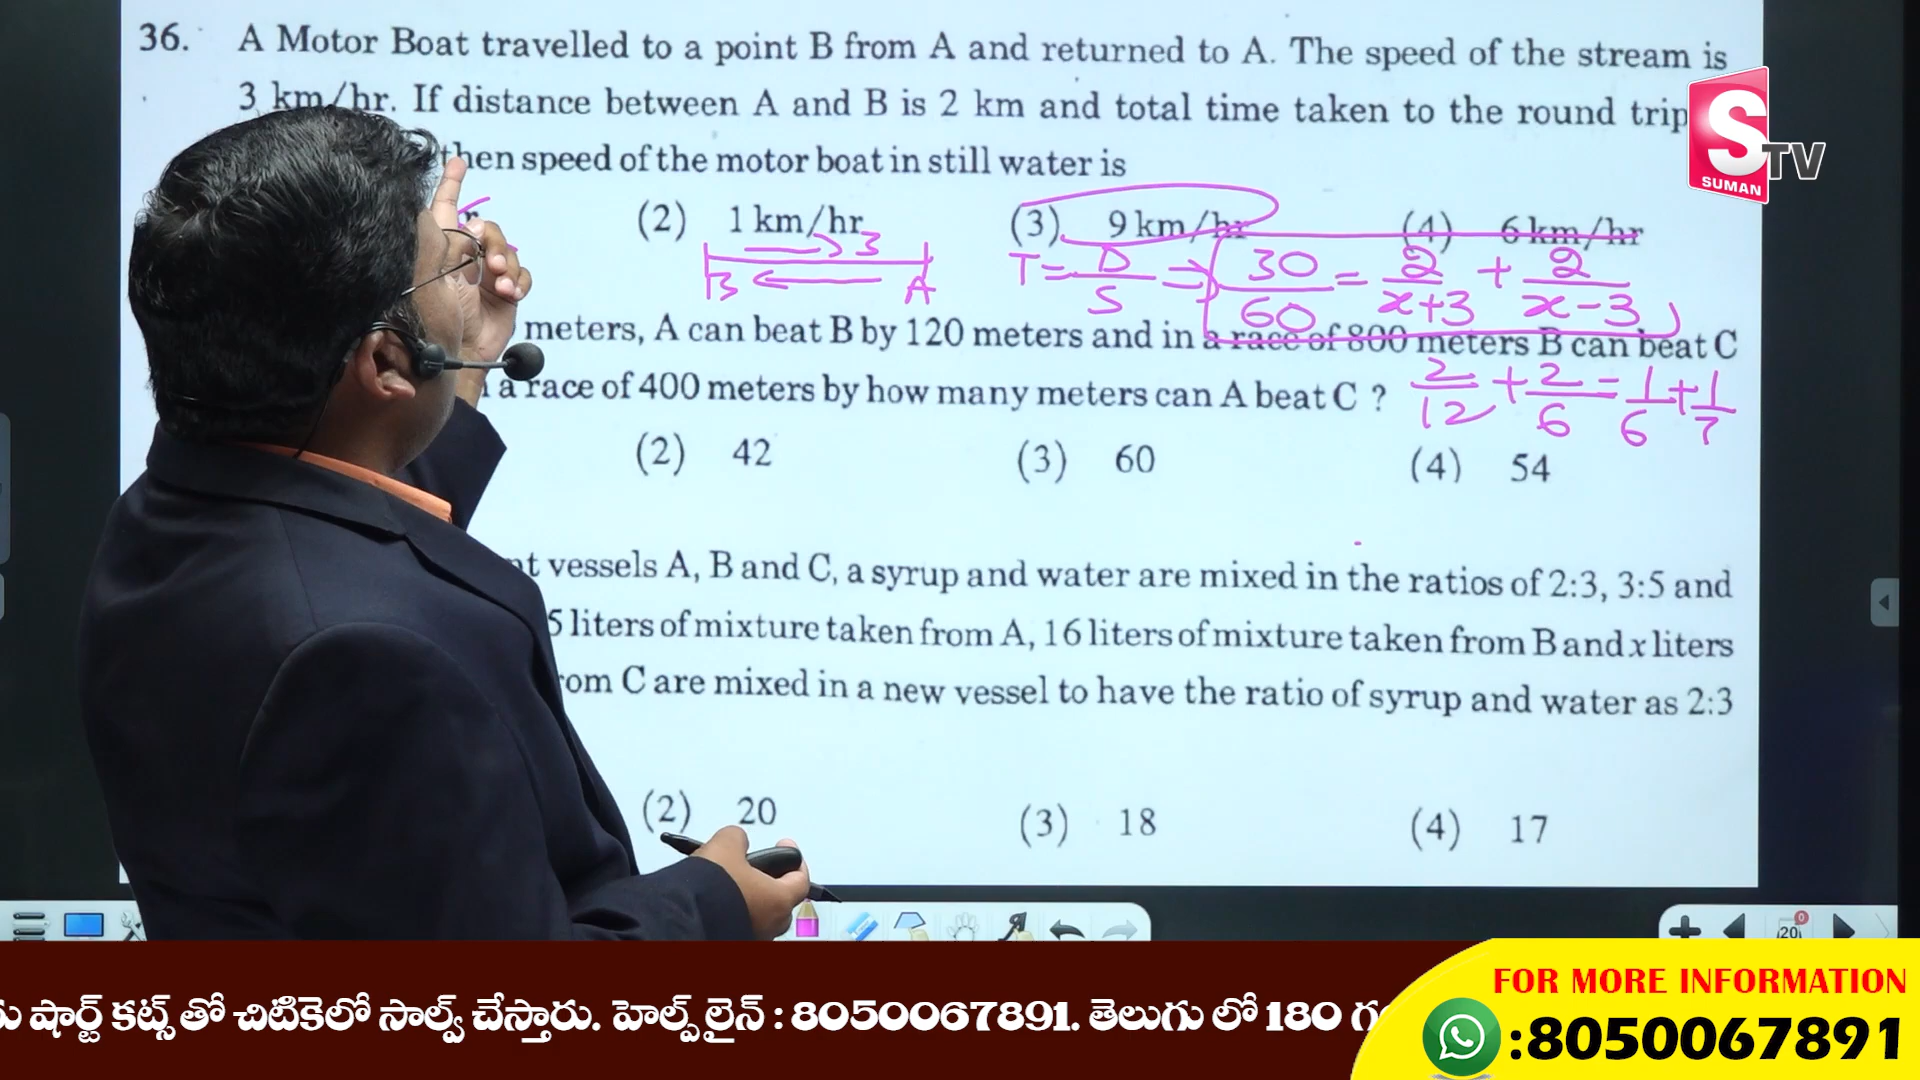 36. A Motor Boat travelled to a point B from A and returned to A. The speed of the stream is
3 km/hr. If distance between A and B is 2 km and total time taken to the round trip
then speed of the motor boat in still water is
(2) 1 km/hr (3) 9 km/hr (4) 6 km/hr
3
B A
T = D/S ⇒ 30/60 = 2/x+3 + 2/x-3
meters, A can beat B by 120 meters and in a race of 800 meters B can beat C
a race of 400 meters by how many meters can A beat C ?
2/12 + 2/6 = 1/6 + 1/7
(2) 42 (3) 60 (4) 54
vessels A, B and C, a syrup and water are mixed in the ratios of 2:3, 3:5 and
5 liters of mixture taken from A, 16 liters of mixture taken from B and x liters
C are mixed in a new vessel to have the ratio of syrup and water as 2:3
(2) 20 (3) 18 (4) 17
S TV
SUMAN
20
0
షార్ట్ కట్స్ తో చిటికెలో సాల్వ్ చేస్తారు. హెల్ప్ లైన్ : 8050067891. తెలుగు లో 180
FOR MORE INFORMATION
:8050067891